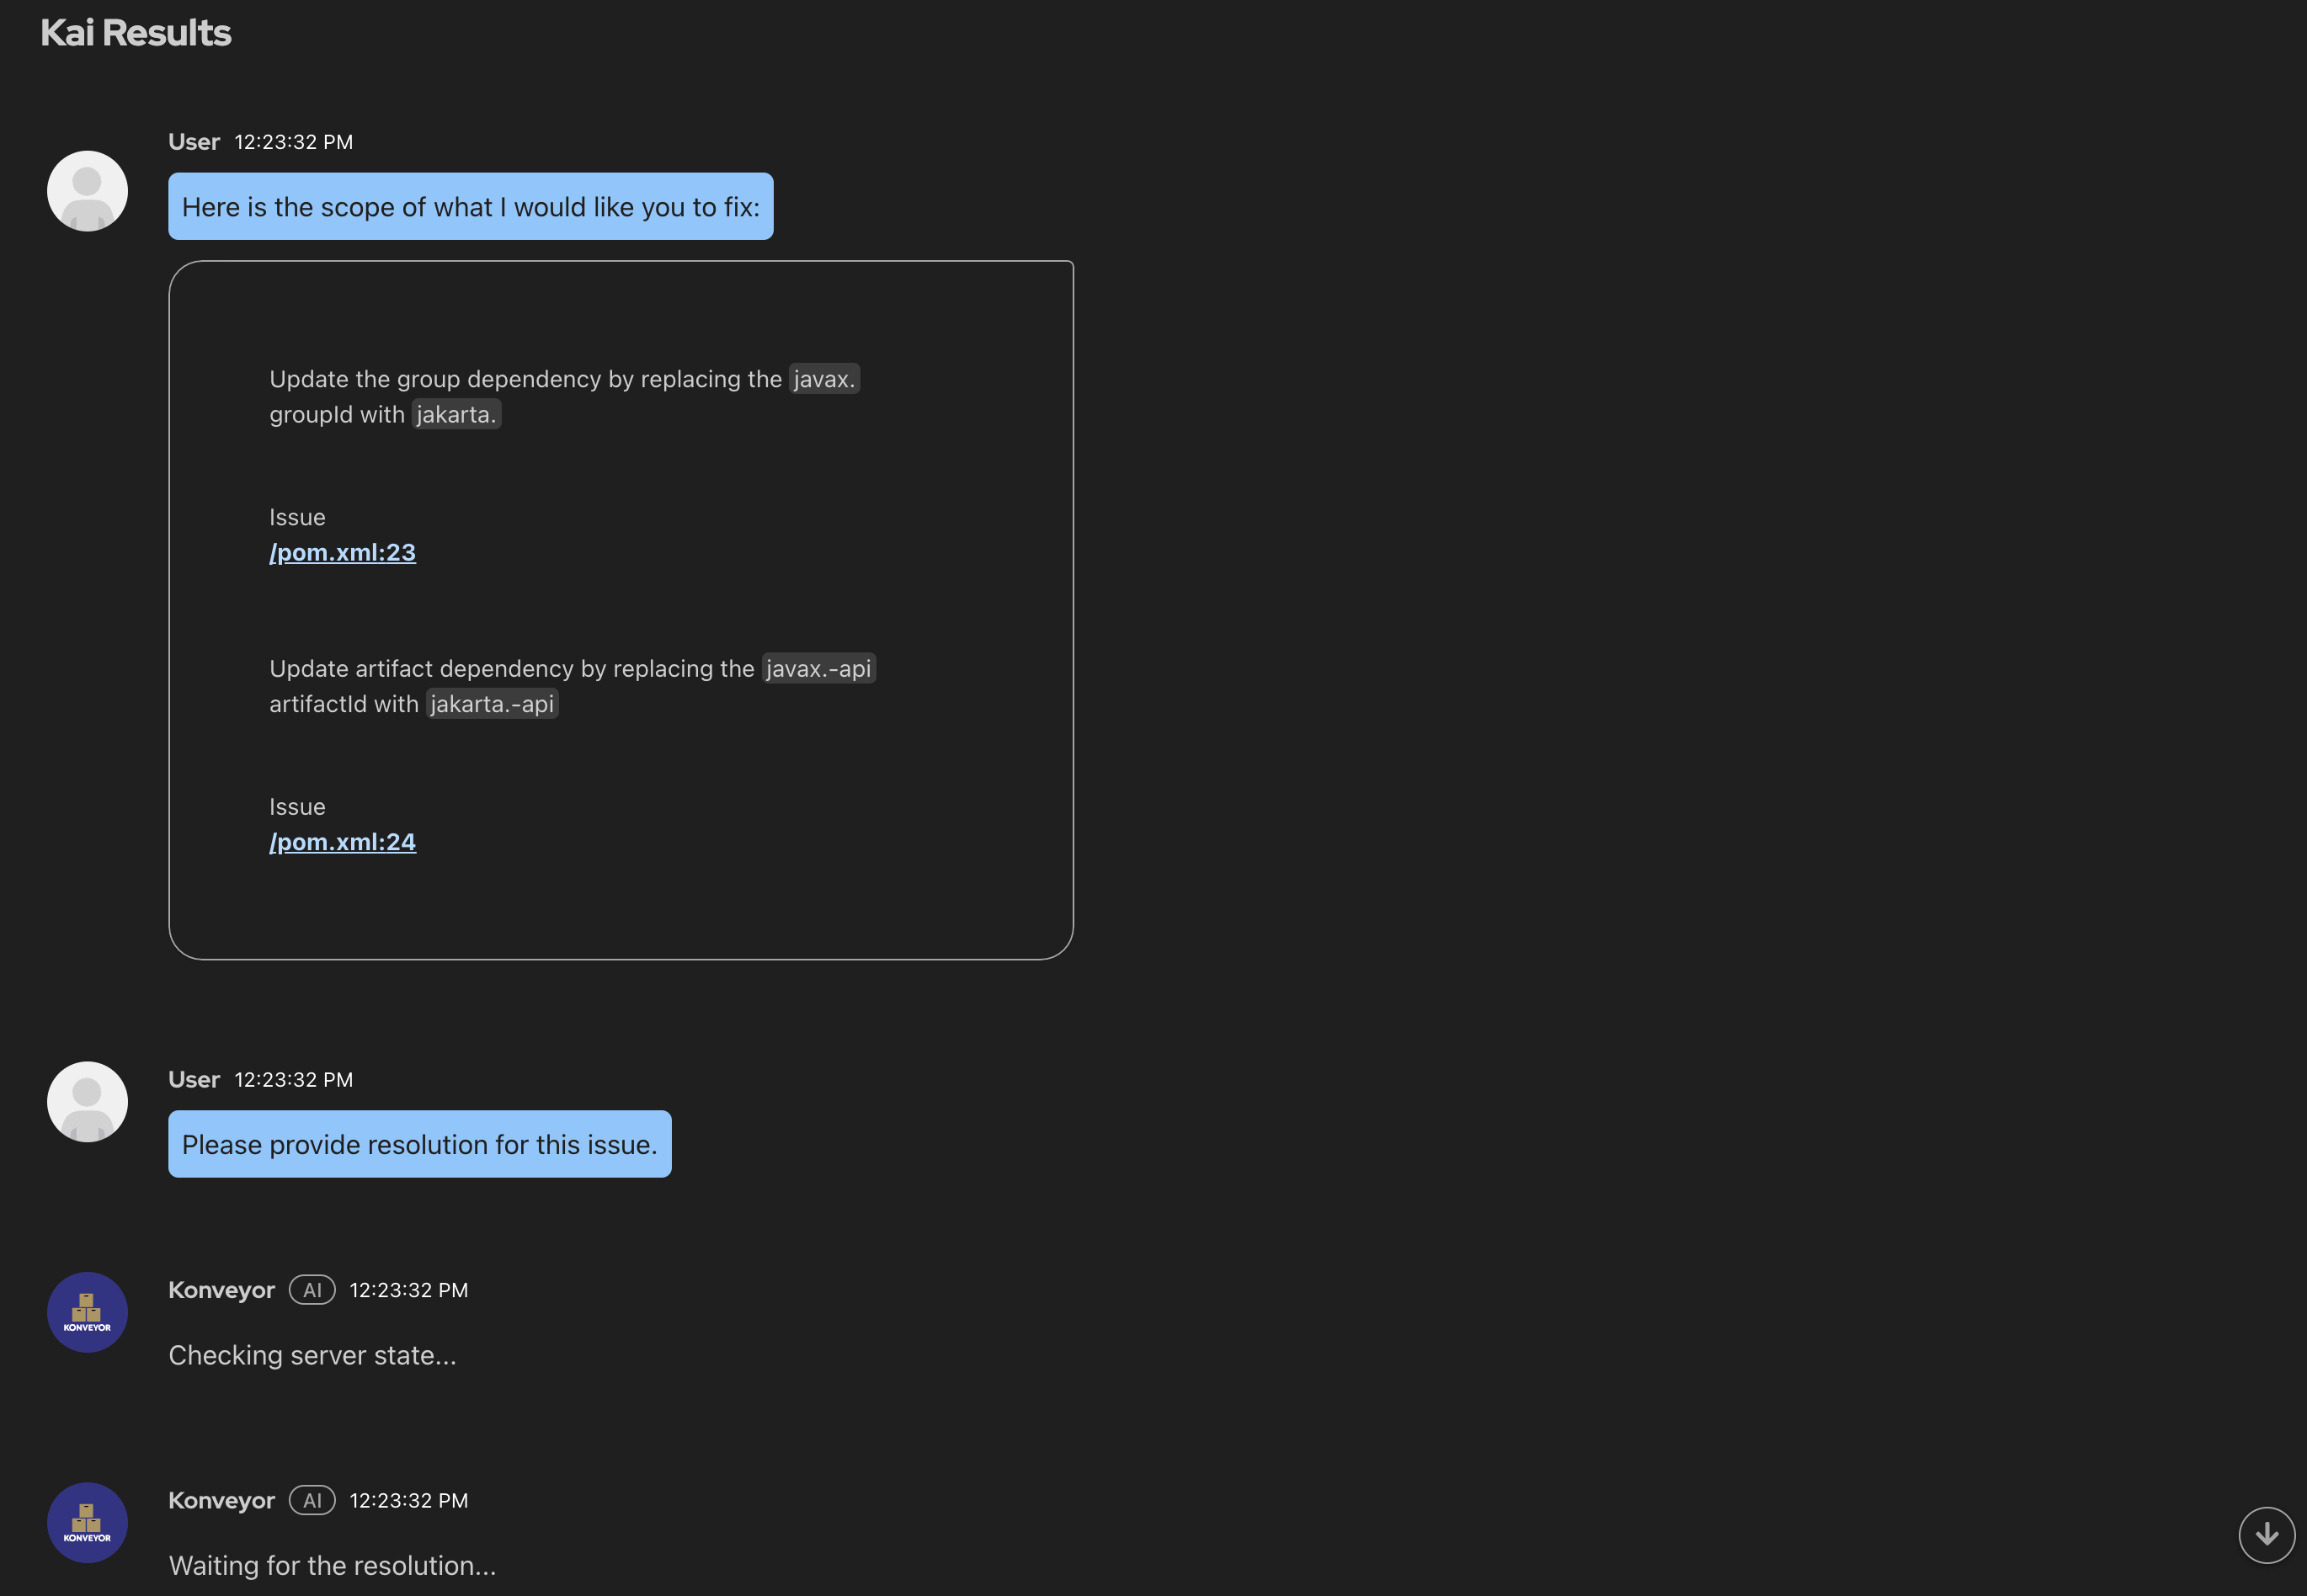 Kai Results
User 12:23:32 PM
Here is the scope of what I would like you to fix:
Update the group dependency by replacing the javax.
groupId with jakarta.
Issue
/pom.xml:23
Update artifact dependency by replacing the javax.-api
artifactId with jakarta.-api
Issue
/pom.xml:24
User 12:23:32 PM
Please provide resolution for this issue.
KONVEYOR
Konveyor AI 12:23:32 PM
Checking server state...
KONVEYOR
Konveyor AI 12:23:32 PM
Waiting for the resolution...